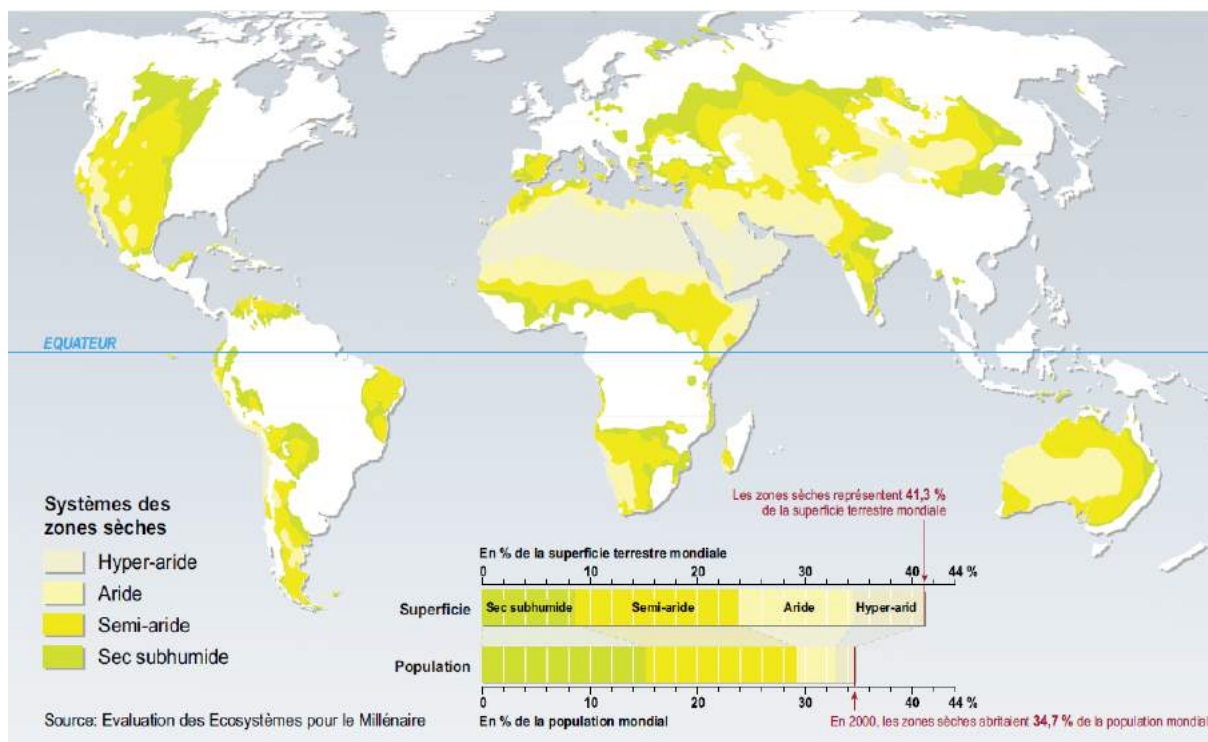 EQUATEUR
Systèmes des
zones sèches
Hyper-aride
Aride
Semi-aride
Sec subhumide
Source: Evaluation des Ecosystèmes pour le Millénaire
Les zones sèches représentent 41,3 %
de la superficie terrestre mondiale
En % de la superficie terrestre mondiale
0 10 20 30 40 44 %
Superficie Sec subhumide Semi-aride Aride Hyper-arid
Population
0 10 20 30 40 44 %
En % de la population mondial
En 2000, les zones sèches abritaient 34,7 % de la population mondial